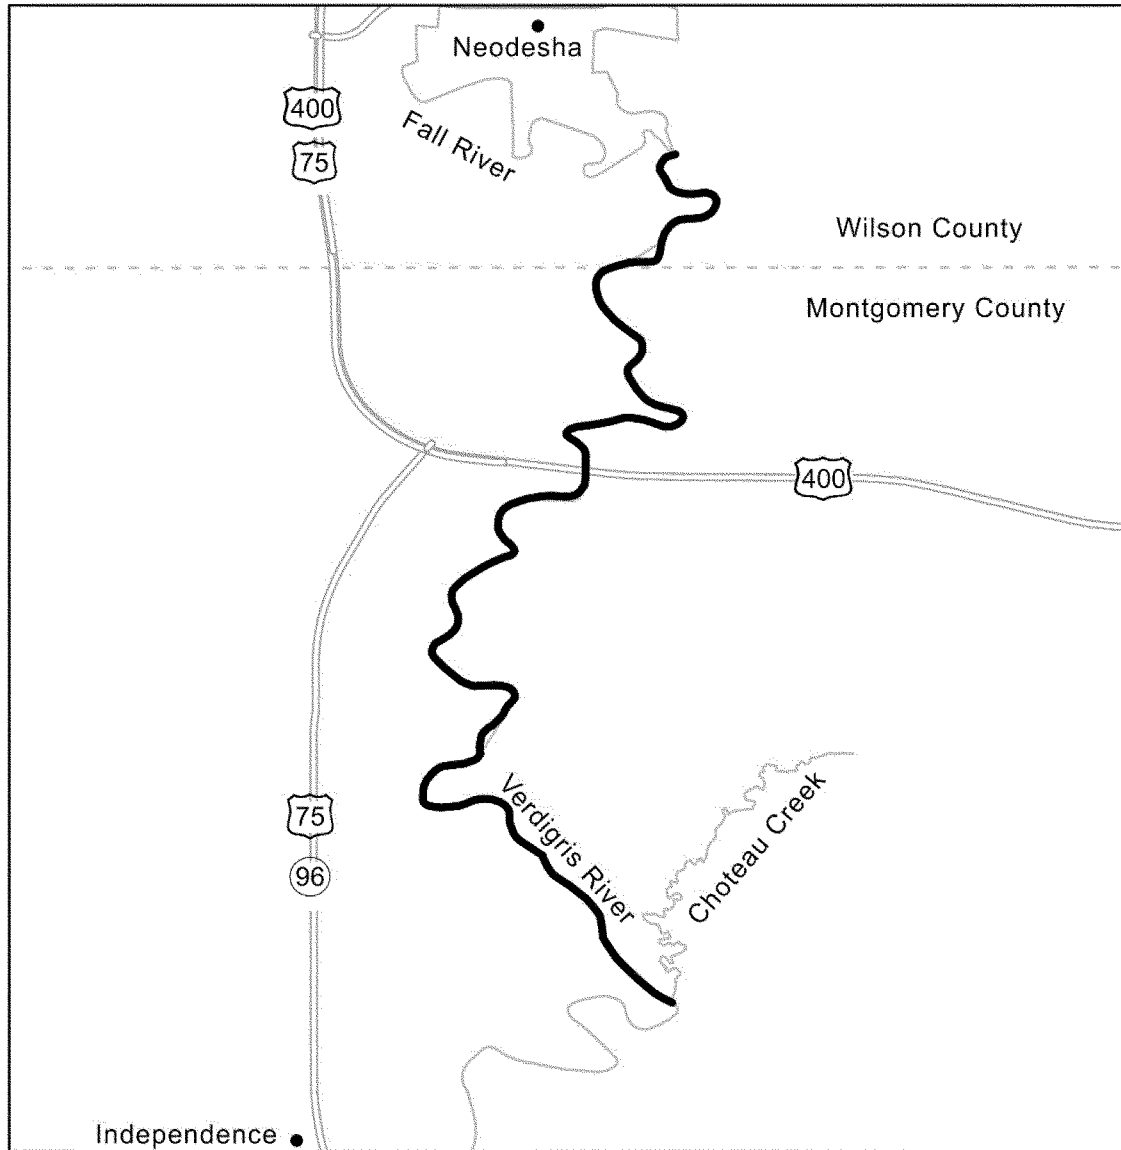 Neodesha
400
Fall River
75
Wilson County
Montgomery County
400
Verdigris River
Choteau Creek
75
96
Independence